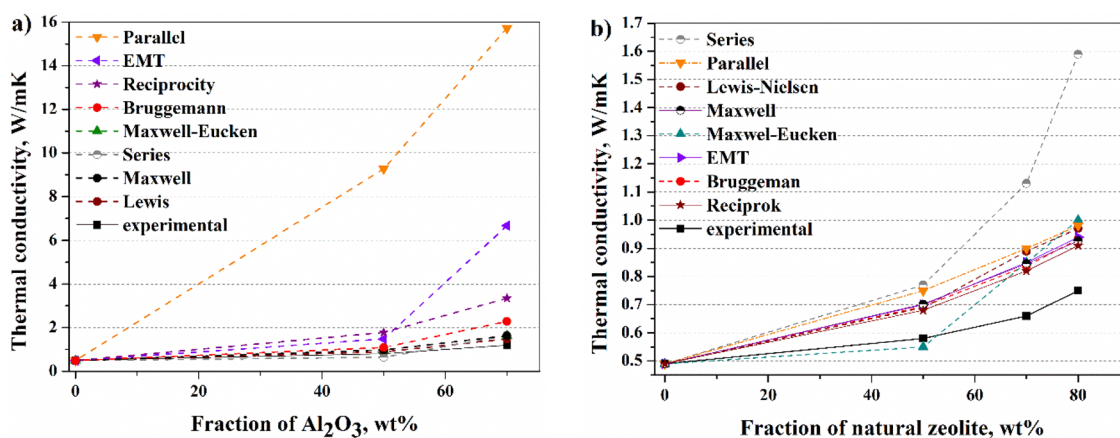 a)
Thermal conductivity, W/mK
16
14
12
10
8
6
4
2
0
Parallel
EMT
Reciprocity
Bruggemann
Maxwell-Eucken
Series
Maxwell
Lewis
experimental
0 20 40 60
Fraction of Al₂O₃, wt%
b)
Thermal conductivity, W/mK
1.7
1.6
1.5
1.4
1.3
1.2
1.1
1.0
0.9
0.8
0.7
0.6
0.5
Series
Parallel
Lewis-Nielsen
Maxwell
Maxwel-Eucken
EMT
Bruggeman
Reciprok
experimental
0 20 40 60 80
Fraction of natural zeolite, wt%